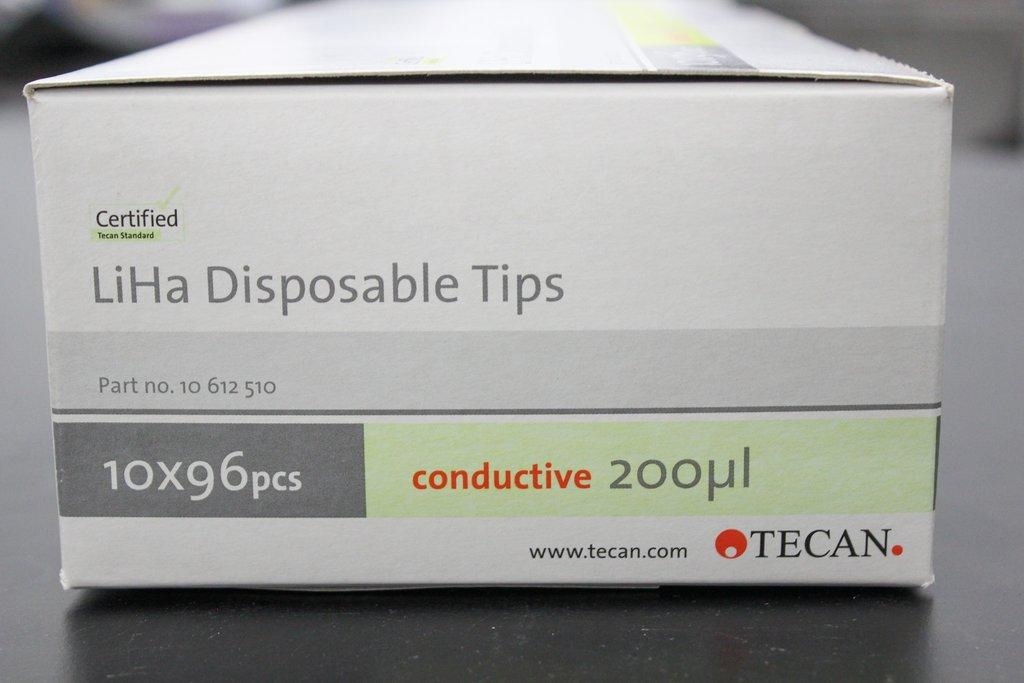 Certified
Tecan Standard
LiHa Disposable Tips
Part no. 10 612 510
10x96pcs conductive 200µl
www.tecan.com TECAN.